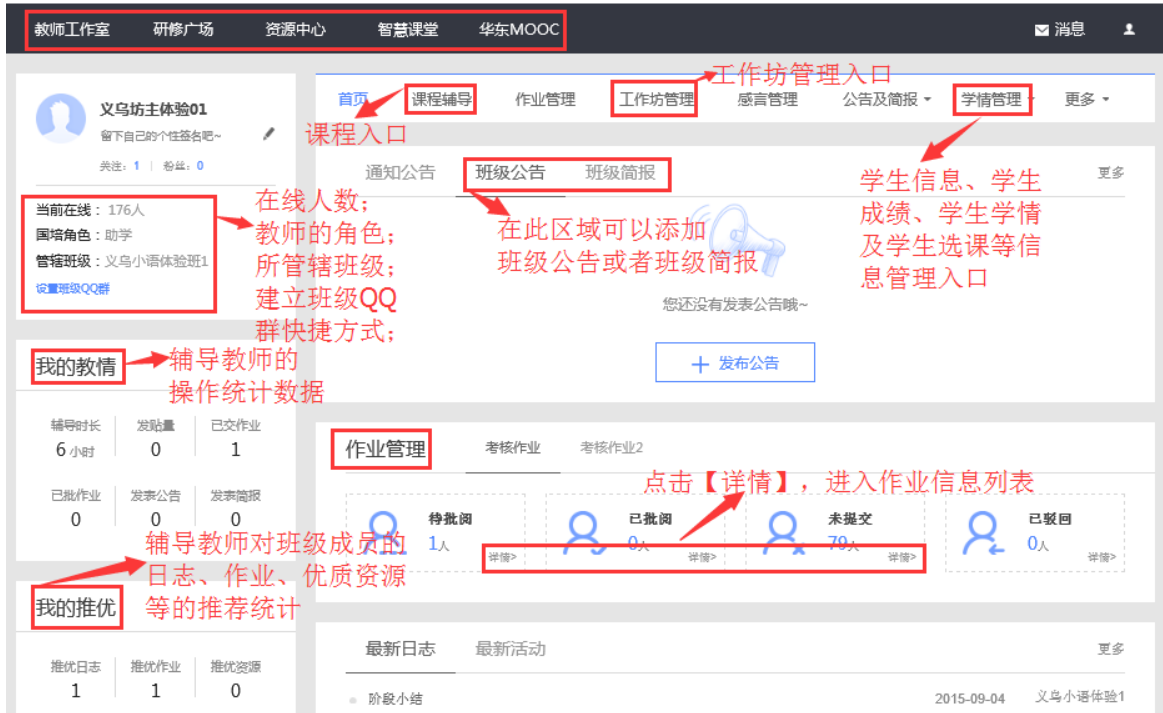 教师工作室 研修广场 资源中心 智慧课堂 华东MOOC 消息
义乌坊主体验01
留下自己的个性签名吧~
关注：1 | 粉丝：0
当前在线：176人
国培角色：助学
管辖班级：义乌小语体验班1
设置班级QQ群
在线人数；
教师的角色；
所管辖班级；
建立班级QQ
群快捷方式；
首页 课程辅导 作业管理 工作坊管理 感言管理 公告及简报 学情管理 更多
工作坊管理入口
课程入口
通知公告 班级公告 班级简报 更多
在此区域可以添加
班级公告或者班级简报
学生信息、学生
成绩、学生学情
及学生选课等信
息管理入口
您还没有发表公告哦~
+ 发布公告
我的教情
辅导教师的
操作统计数据
辅导时长 发贴量 已交作业
6小时 0 1
已批作业 发表公告 发表简报
0 0 0
辅导教师对班级成员的
日志、作业、优质资源
等的推荐统计
我的推优
推优日志 推优作业 推优资源
1 1 0
作业管理 考核作业 考核作业2
点击【详情】，进入作业信息列表
待批阅 已批阅 未提交 已驳回
1人 0人 79人 0人
详情> 详情> 详情> 详情>
最新日志 最新活动 更多
阶段小结 2015-09-04 义乌小语体验1